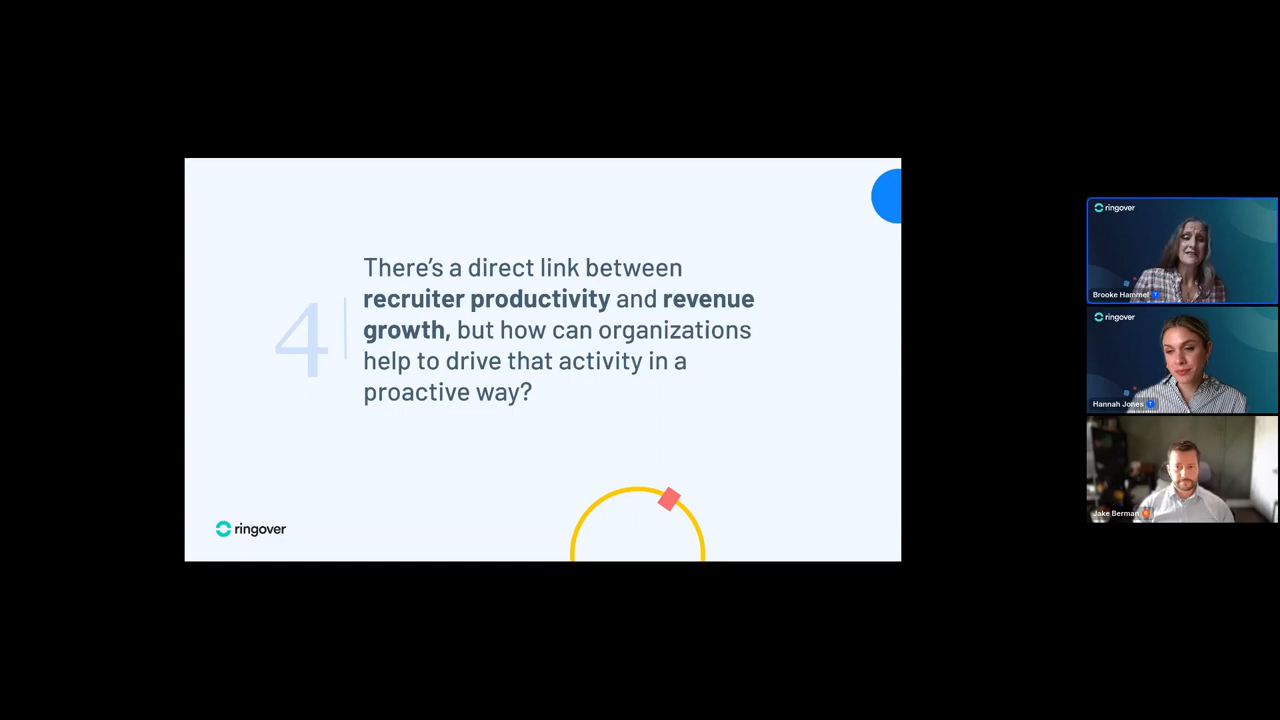 There's a direct link between
recruiter productivity and revenue
growth, but how can organizations
help to drive that activity in a
proactive way?
4
ringover
ringover
Brooke Hammel
ringover
Hannah Jones
Jake Berman